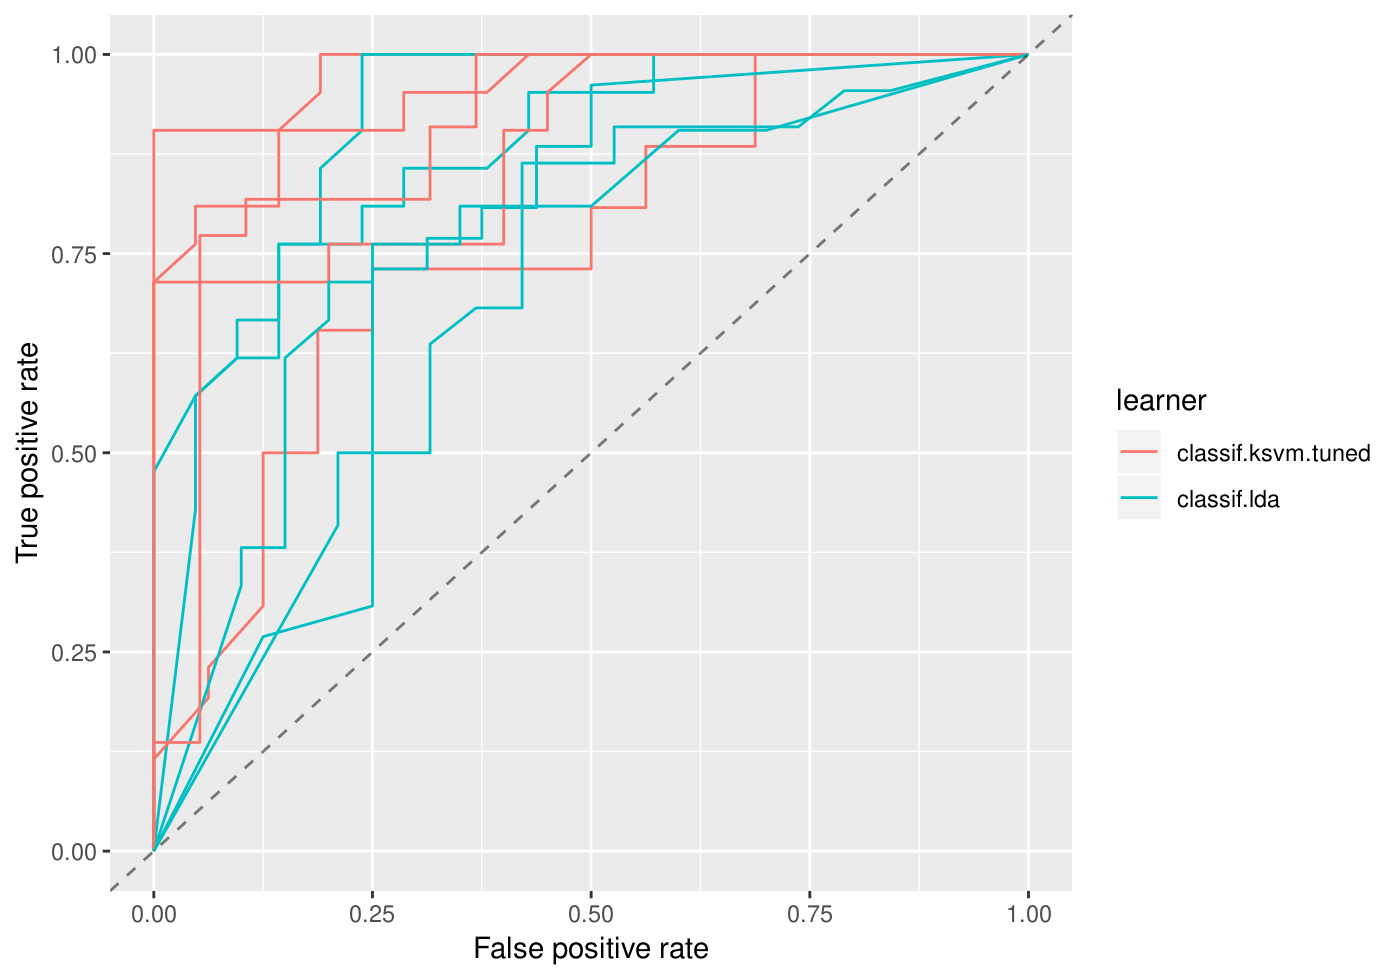 1.00
0.75
0.50
0.25
0.00
True positive rate
0.00 0.25 0.50 0.75 1.00
False positive rate
learner
classif.ksvm.tuned
classif.lda